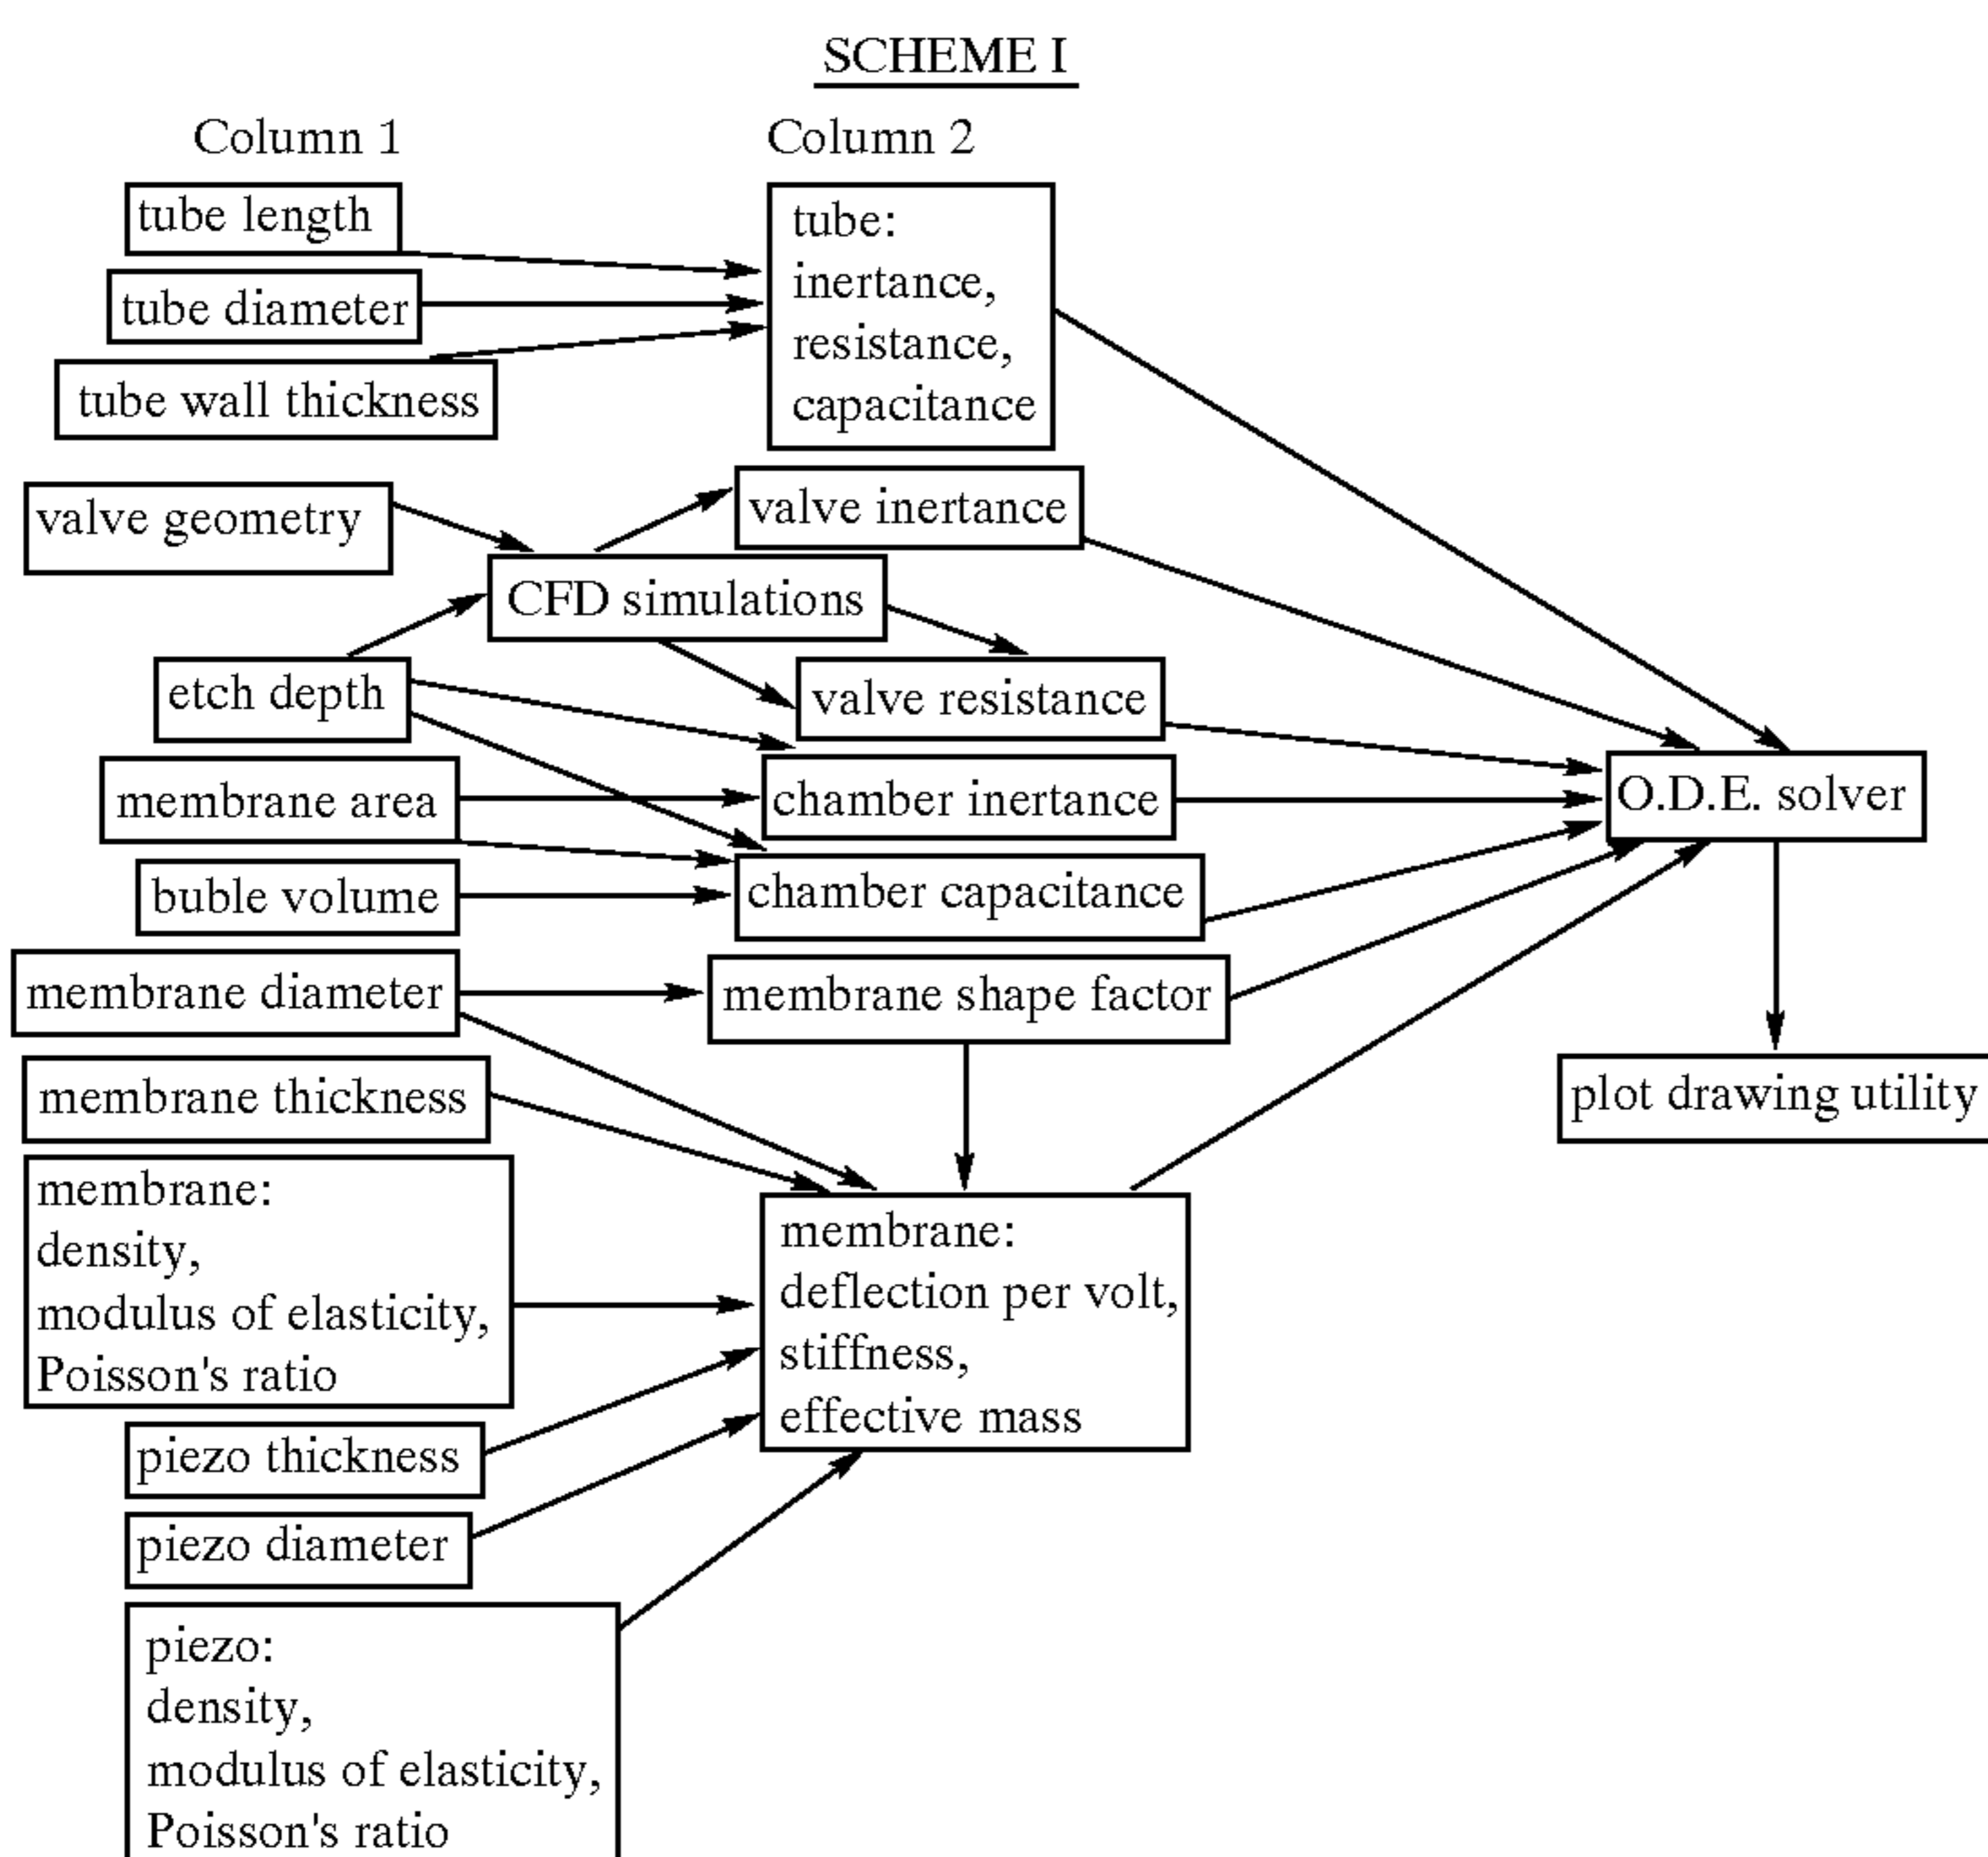 SCHEME I
Column 1
Column 2
tube length
tube diameter
tube wall thickness
tube:
inertance,
resistance,
capacitance
valve geometry
valve inertance
CFD simulations
etch depth
valve resistance
membrane area
chamber inertance
O.D.E. solver
buble volume
chamber capacitance
membrane diameter
membrane shape factor
membrane thickness
plot drawing utility
membrane:
density,
modulus of elasticity,
Poisson's ratio
membrane:
deflection per volt,
stiffness,
effective mass
piezo thickness
piezo diameter
piezo:
density,
modulus of elasticity,
Poisson's ratio